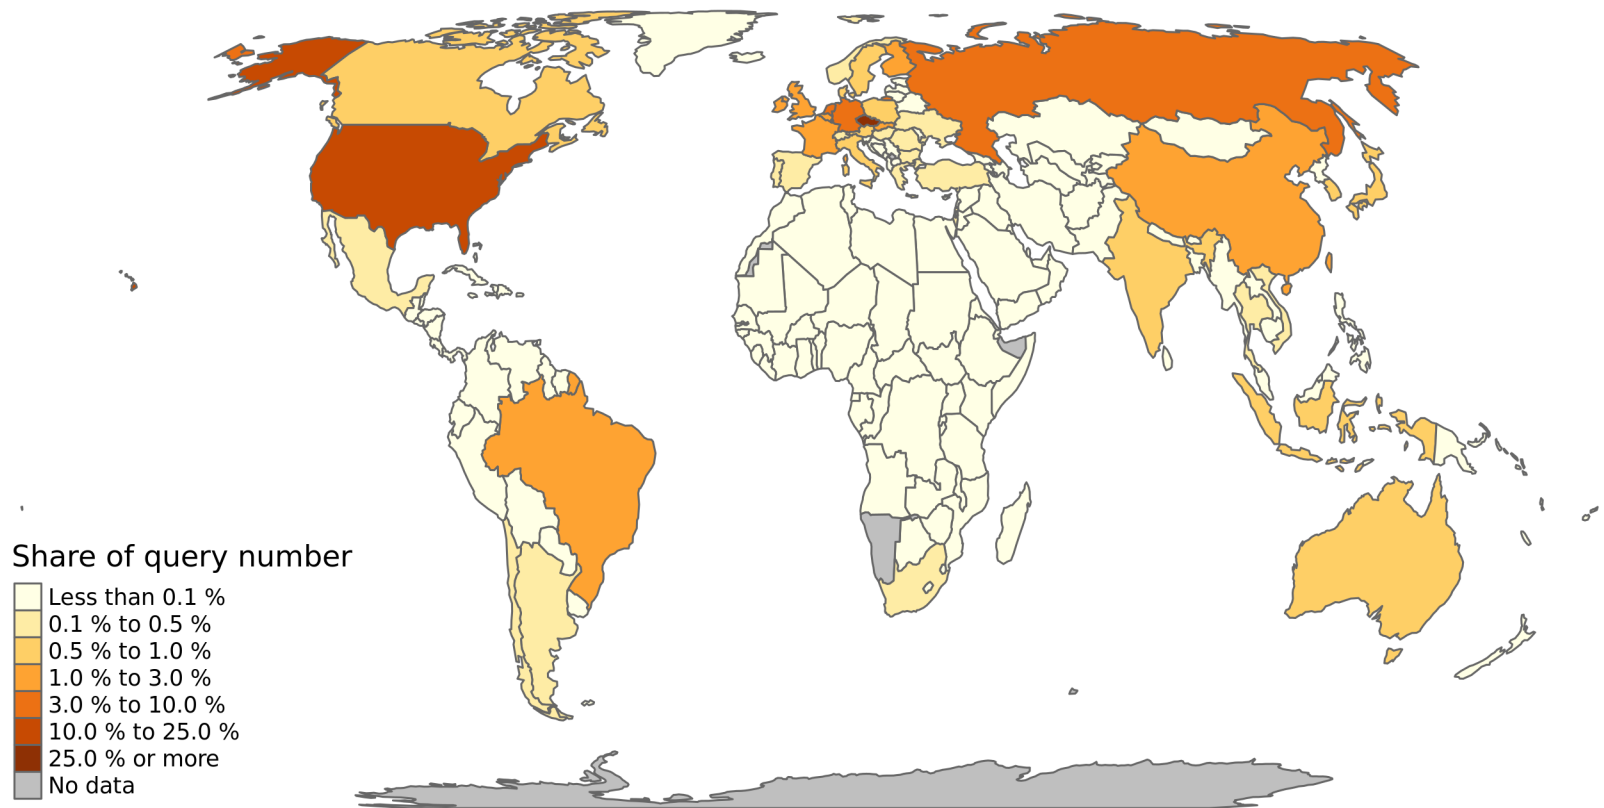 Share of query number
Less than 0.1 %
0.1 % to 0.5 %
0.5 % to 1.0 %
1.0 % to 3.0 %
3.0 % to 10.0 %
10.0 % to 25.0 %
25.0 % or more
No data